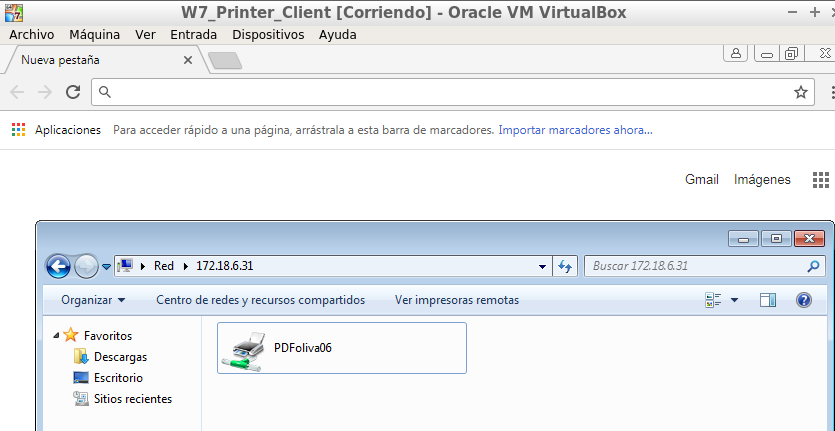 W7_Printer_Client [Corriendo] - Oracle VM VirtualBox
Archivo Máquina Ver Entrada Dispositivos Ayuda
Nueva pestaña
Aplicaciones Para acceder rápido a una página, arrástrala a esta barra de marcadores. Importar marcadores ahora...
Gmail Imágenes
Red 172.18.6.31 Buscar 172.18.6.31
Organizar Centro de redes y recursos compartidos Ver impresoras remotas
Favoritos
PDFoliva06
Descargas
Escritorio
Sitios recientes